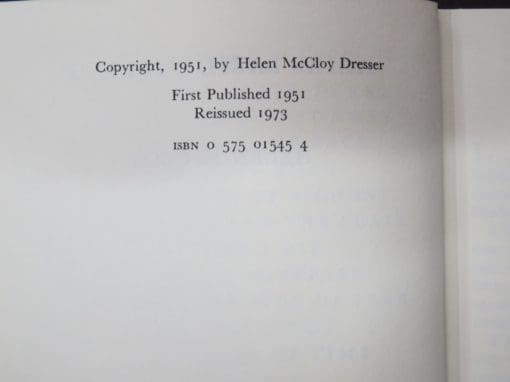 Copyright, 1951, by Helen McCloy Dresser
First Published 1951
Reissued 1973
ISBN 0 575 01545 4